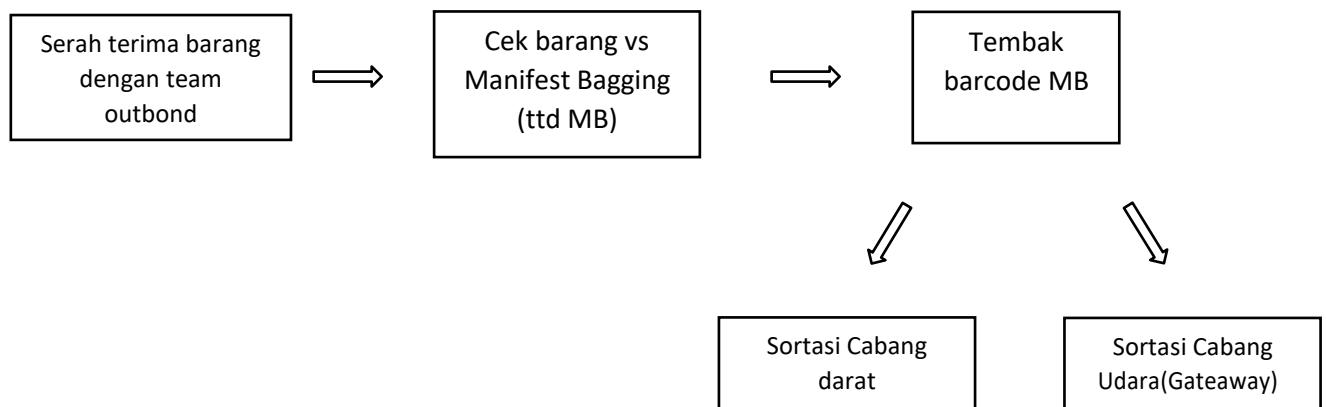 Serah terima barang
dengan team
outbond
Cek barang vs
Manifest Bagging
(ttd MB)
Tembak
barcode MB
Sortasi Cabang
darat
Sortasi Cabang
Udara(Gateaway)